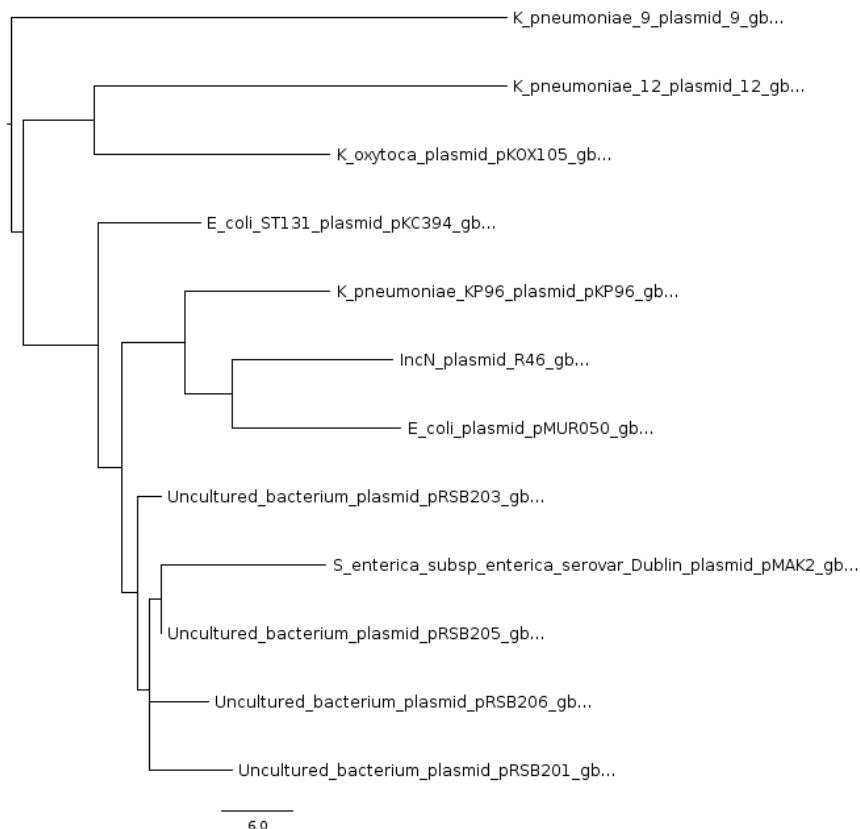 K_pneumoniae_9_plasmid_9_gb...
K_pneumoniae_12_plasmid_12_gb...
K_oxytoca_plasmid_pKOX105_gb...
E_coli_ST131_plasmid_pKC394_gb...
K_pneumoniae_KP96_plasmid_pKP96_gb...
IncN_plasmid_R46_gb...
E_coli_plasmid_pMUR050_gb...
Uncultured_bacterium_plasmid_pRSB203_gb...
S_enterica_subsp_enterica_serovar_Dublin_plasmid_pMAK2_gb...
Uncultured_bacterium_plasmid_pRSB205_gb...
Uncultured_bacterium_plasmid_pRSB206_gb...
Uncultured_bacterium_plasmid_pRSB201_gb...
6.0